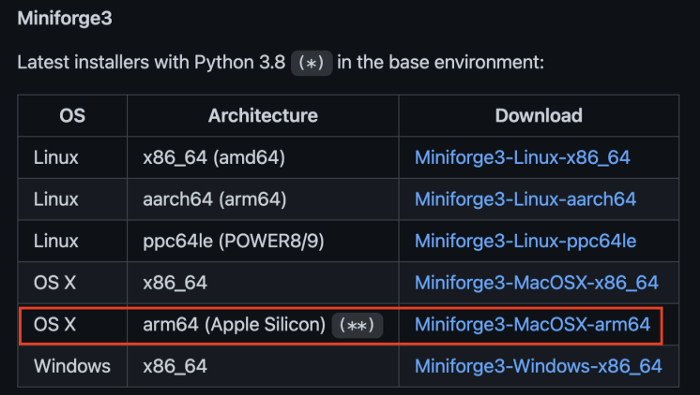 Miniforge3
Latest installers with Python 3.8 (*) in the base environment:
OS Architecture Download
Linux x86_64 (amd64) Miniforge3-Linux-x86_64
Linux aarch64 (arm64) Miniforge3-Linux-aarch64
Linux ppc64le (POWER8/9) Miniforge3-Linux-ppc64le
OS X x86_64 Miniforge3-MacOSX-x86_64
OS X arm64 (Apple Silicon) (**) Miniforge3-MacOSX-arm64
Windows x86_64 Miniforge3-Windows-x86_64